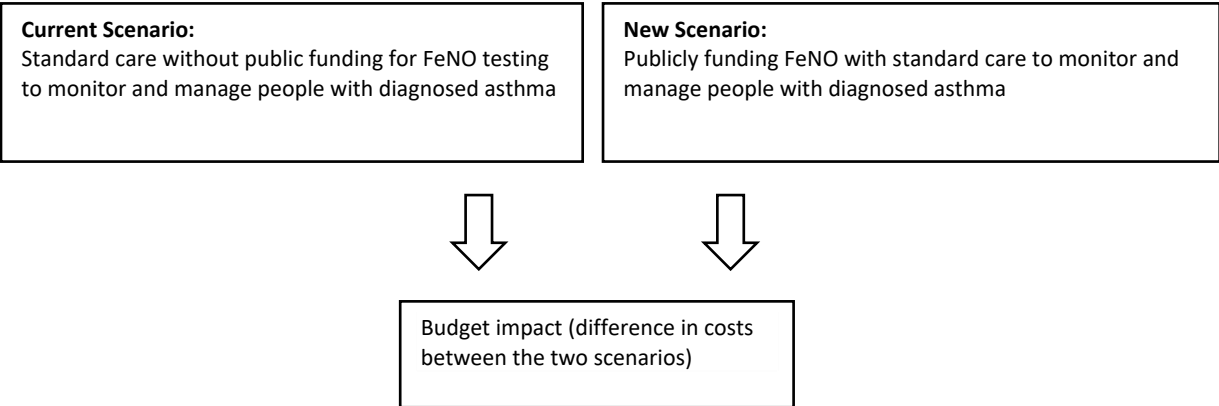 Current Scenario:
Standard care without public funding for FeNO testing
to monitor and manage people with diagnosed asthma
New Scenario:
Publicly funding FeNO with standard care to monitor and
manage people with diagnosed asthma
Budget impact (difference in costs
between the two scenarios)